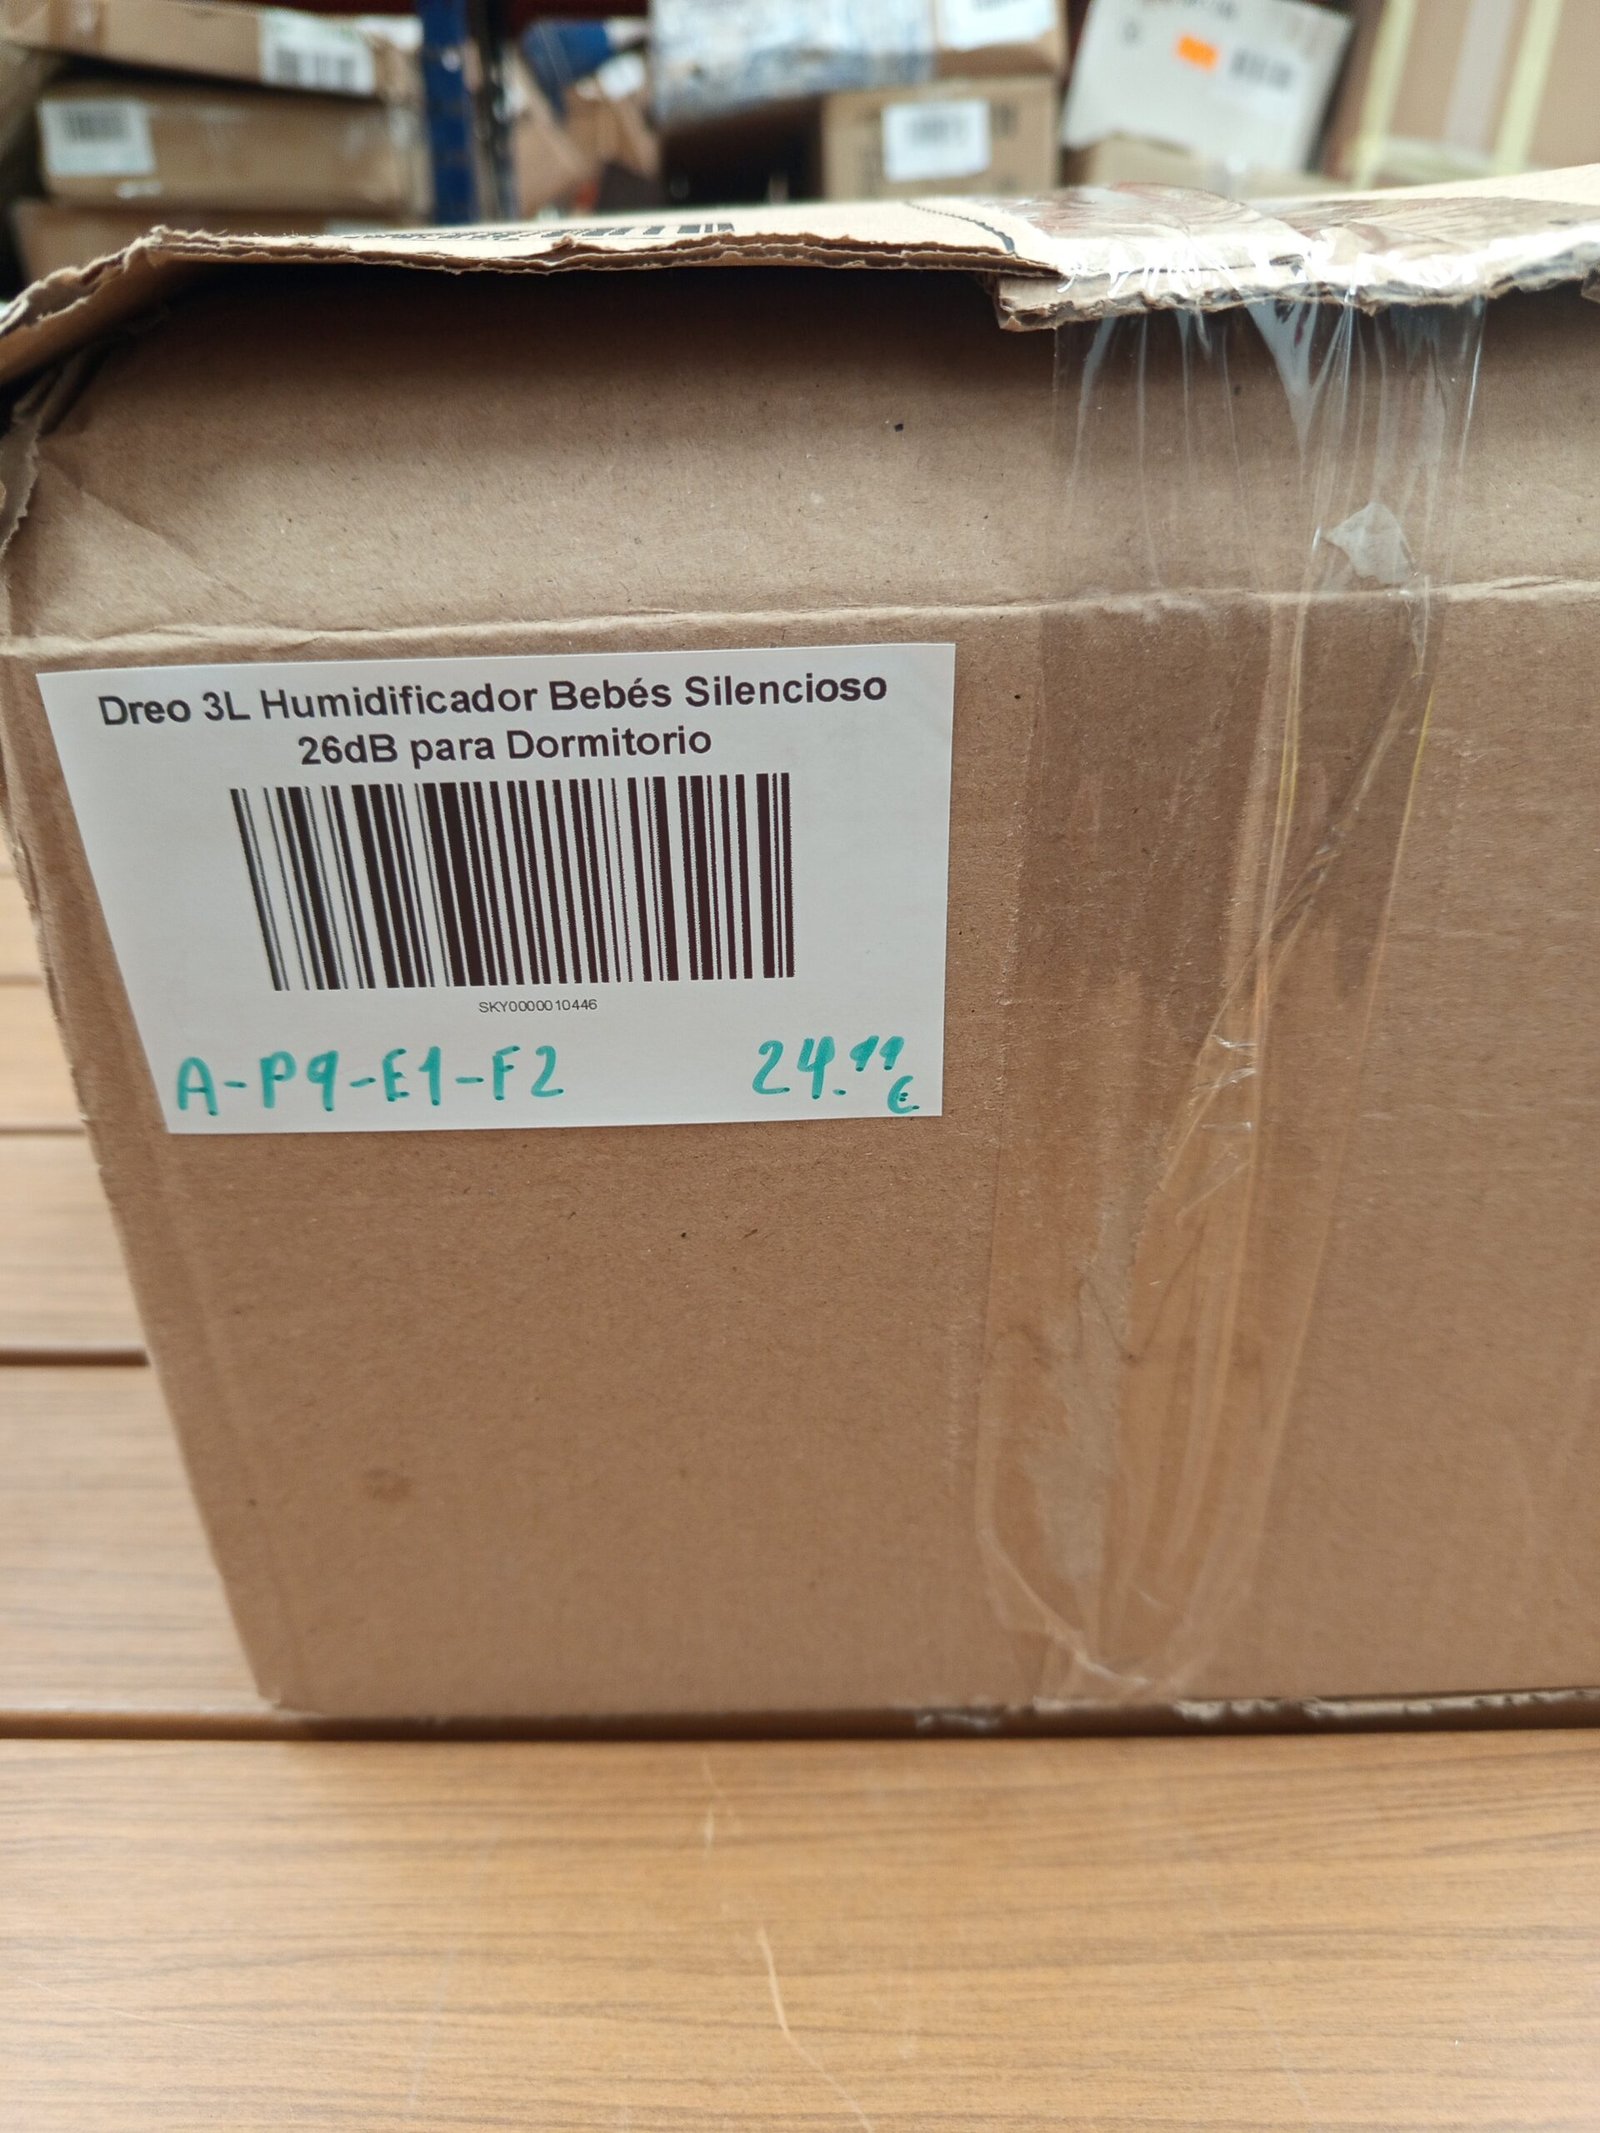 Dreo 3L Humidificador Bebés Silencioso
26dB para Dormitorio
SKY0000010446
A-P9-E1-F2
24.99
€